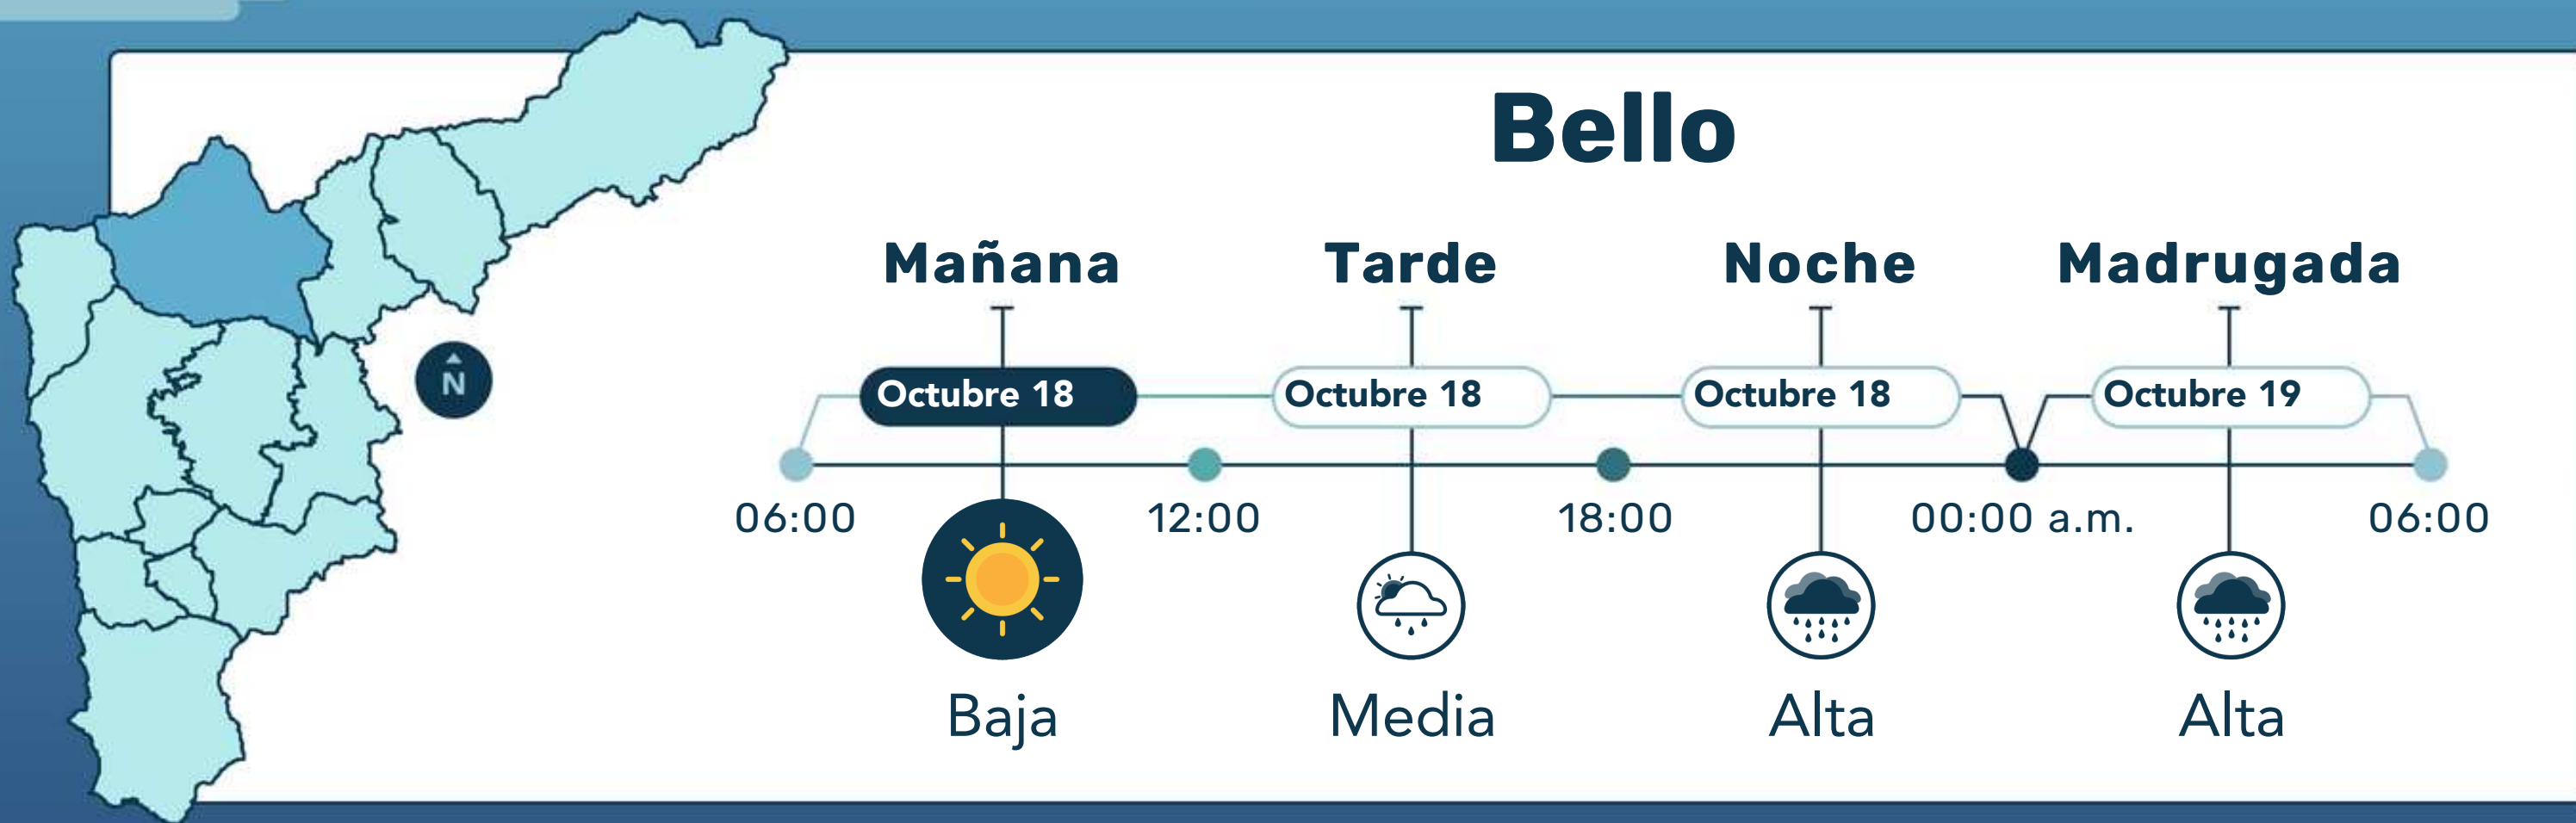 Bello
Mañana Tarde Noche Madrugada
N
Octubre 18 Octubre 18 Octubre 18 Octubre 19
06:00 12:00 18:00 00:00 a.m. 06:00
Baja Media Alta Alta